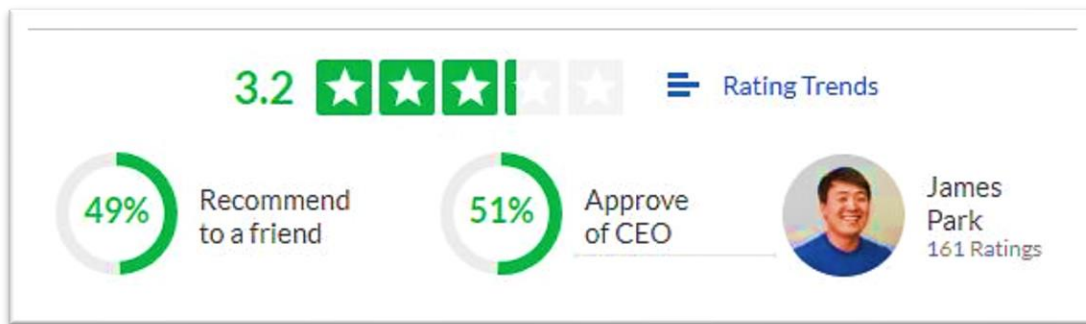 3.2 Rating Trends
49%
Recommend
to a friend
51%
Approve
of CEO
James
Park
161 Ratings